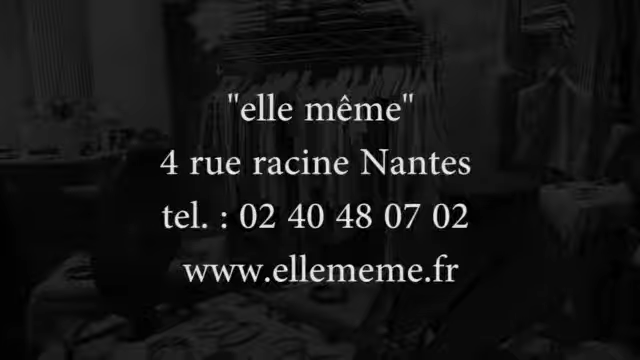 "elle même"
4 rue racine Nantes
tel. : 02 40 48 07 02
www.ellememe.fr